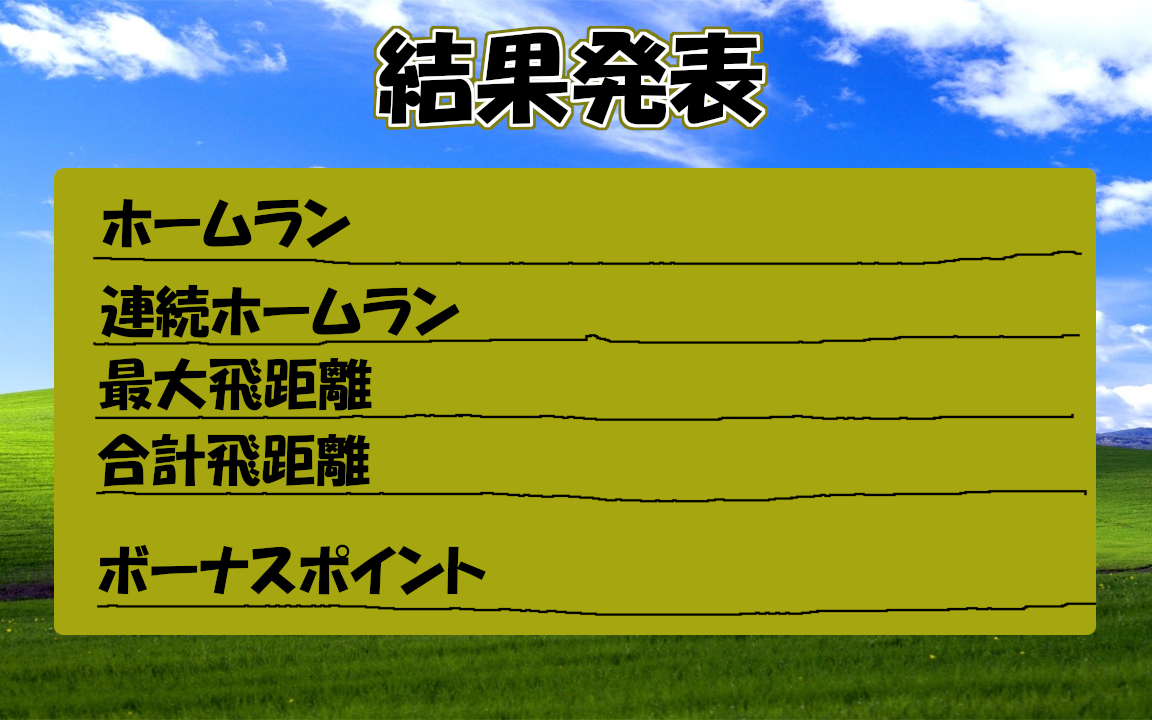 結果発表
ホームラン
連続ホームラン
最大飛距離
合計飛距離
ボーナスポイント